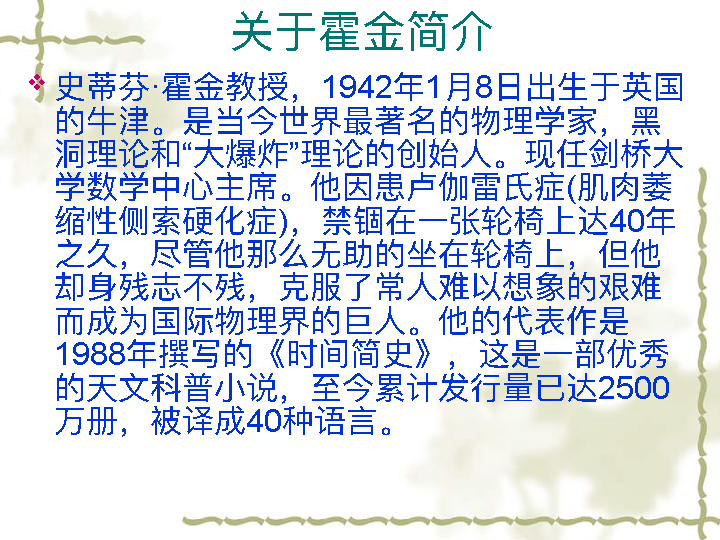 关于霍金简介
史蒂芬·霍金教授，1942年1月8日出生于英国
的牛津。是当今世界最著名的物理学家，黑
洞理论和“大爆炸”理论的创始人。现任剑桥大
学数学中心主席。他因患卢伽雷氏症(肌肉萎
缩性侧索硬化症)，禁锢在一张轮椅上达40年
之久，尽管他那么无助的坐在轮椅上，但他
却身残志不残，克服了常人难以想象的艰难
而成为国际物理界的巨人。他的代表作是
1988年撰写的《时间简史》，这是一部优秀
的天文科普小说，至今累计发行量已达2500
万册，被译成40种语言。